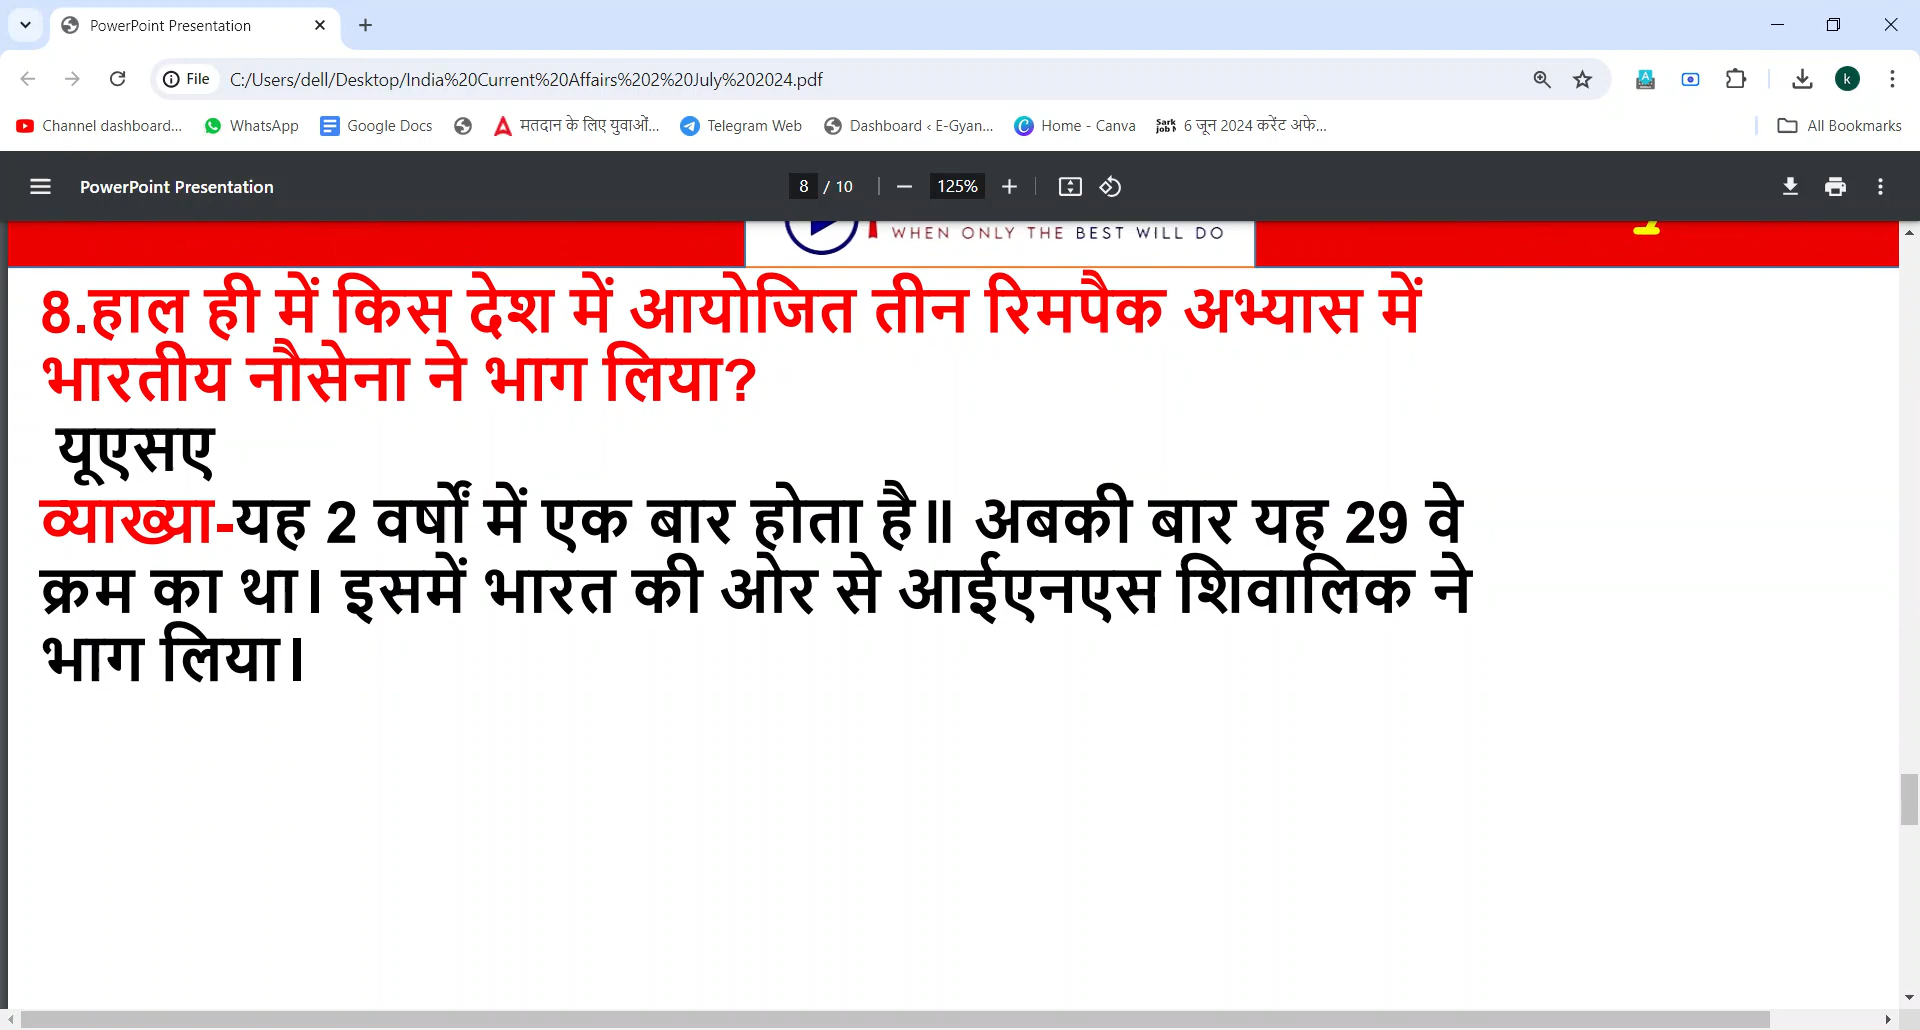 PowerPoint Presentation
File C:/Users/dell/Desktop/India%20Current%20Affairs%202%20July%202024.pdf k
Channel dashboard... WhatsApp Google Docs मतदान के लिए युवाओं... Telegram Web Dashboard ‹ E-Gyan... Home - Canva Sark job 6 जून 2024 करेंट अफे... All Bookmarks
PowerPoint Presentation 8 / 10 125%
WHEN ONLY THE BEST WILL DO
8.हाल ही में किस देश में आयोजित तीन रिमपैक अभ्यास में
भारतीय नौसेना ने भाग लिया?
यूएसए
व्याख्या-यह 2 वर्षों में एक बार होता है॥ अबकी बार यह 29 वे
क्रम का था। इसमें भारत की ओर से आईएनएस शिवालिक ने
भाग लिया।